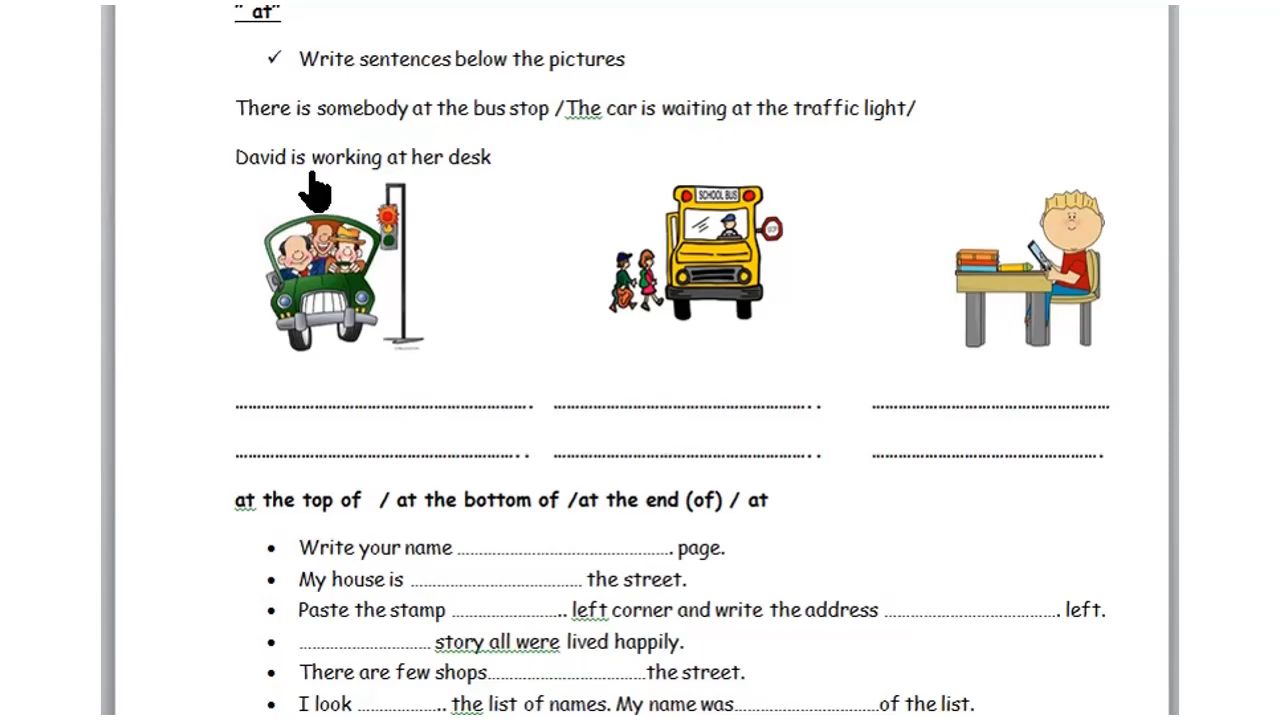 " at"
✓ Write sentences below the pictures
There is somebody at the bus stop /The car is waiting at the traffic light/
David is working at her desk
SCHOOL BUS
……………………………………………………………. …………………………………………………….. …………………………………………………
………………………………………………………….. …………………………………………………….. ……………………………………………….
at the top of / at the bottom of /at the end (of) / at
• Write your name ……………………………………. page.
• My house is ……………………………. the street.
• Paste the stamp ………………….. left corner and write the address ……………………………. left.
• …………………….. story all were lived happily.
• There are few shops…………………………..the street.
• I look …………….. the list of names. My name was………………………..of the list.